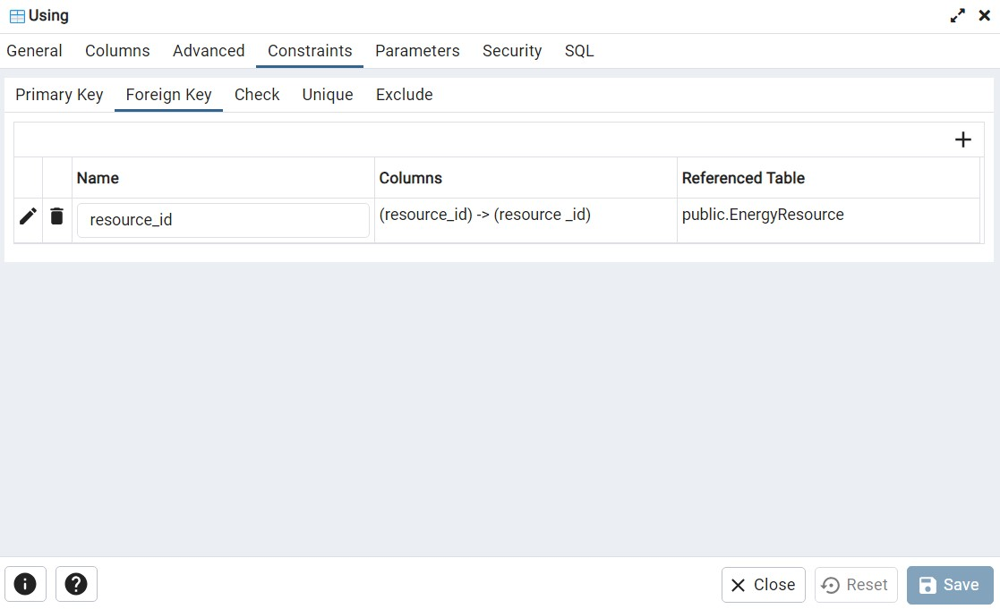 Using
General Columns Advanced Constraints Parameters Security SQL
Primary Key Foreign Key Check Unique Exclude
Name Columns Referenced Table
resource_id (resource_id) -> (resource _id) public.EnergyResource
Close Reset Save